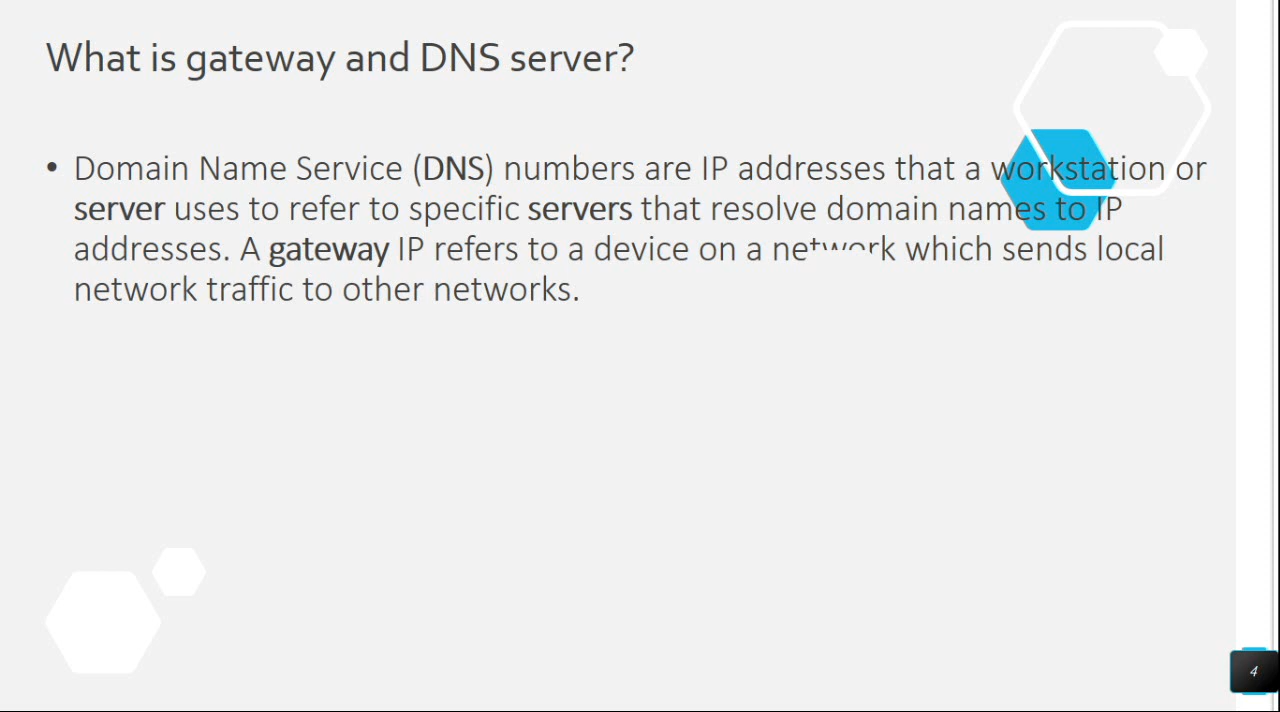 What is gateway and DNS server?
• Domain Name Service (DNS) numbers are IP addresses that a workstation or
server uses to refer to specific servers that resolve domain names to IP
addresses. A gateway IP refers to a device on a network which sends local
network traffic to other networks.
4